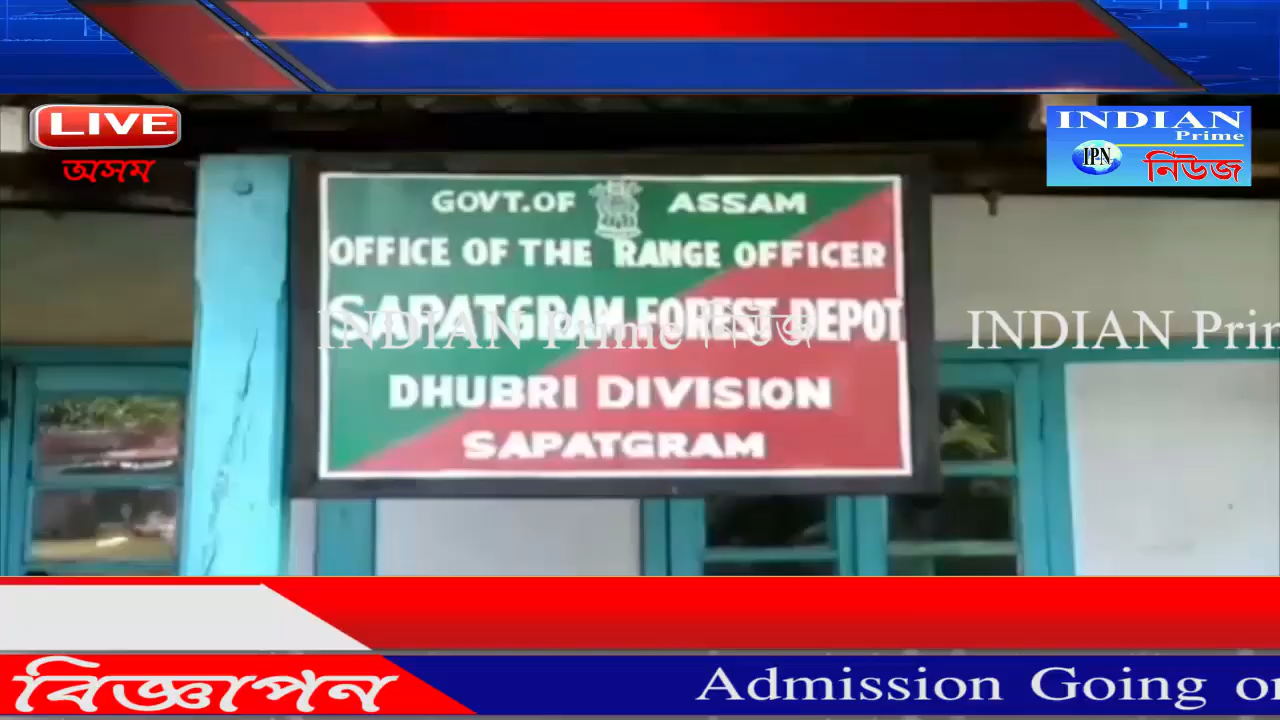 LIVE
অসম
INDIAN
Prime
IPN
নিউজ
GOVT.OF ASSAM
OFFICE OF THE RANGE OFFICER
SAPATGRAM FOREST DEPOT
INDIAN Prime নিউজ
INDIAN Prim
DHUBRI DIVISION
SAPATGRAM
বিজ্ঞাপন
Admission Going on